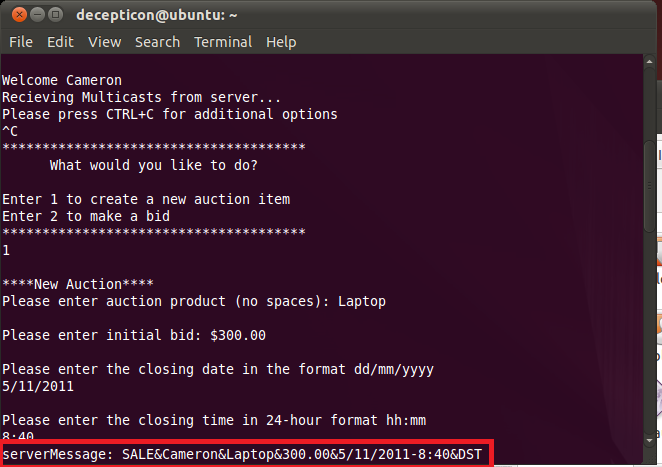 decepticon@ubuntu: ~
File Edit View Search Terminal Help
Welcome Cameron
Recieving Multicasts from server...
Please press CTRL+C for additional options
^C
**************************************
What would you like to do?
Enter 1 to create a new auction item
Enter 2 to make a bid
**************************************
1
****New Auction****
Please enter auction product (no spaces): Laptop
Please enter initial bid: $300.00
Please enter the closing date in the format dd/mm/yyyy
5/11/2011
Please enter the closing time in 24-hour format hh:mm
8:40
serverMessage: SALE&Cameron&Laptop&300.00&5/11/2011-8:40&DST